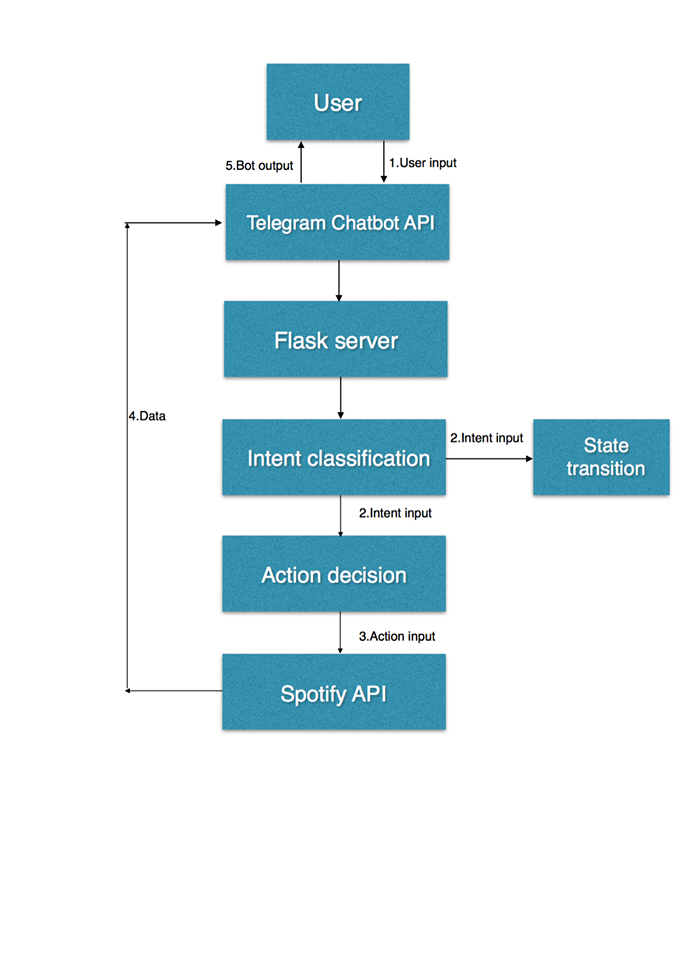 User
5.Bot output
1.User input
Telegram Chatbot API
Flask server
4.Data
Intent classification
2.Intent input
State
transition
2.Intent input
Action decision
3.Action input
Spotify API